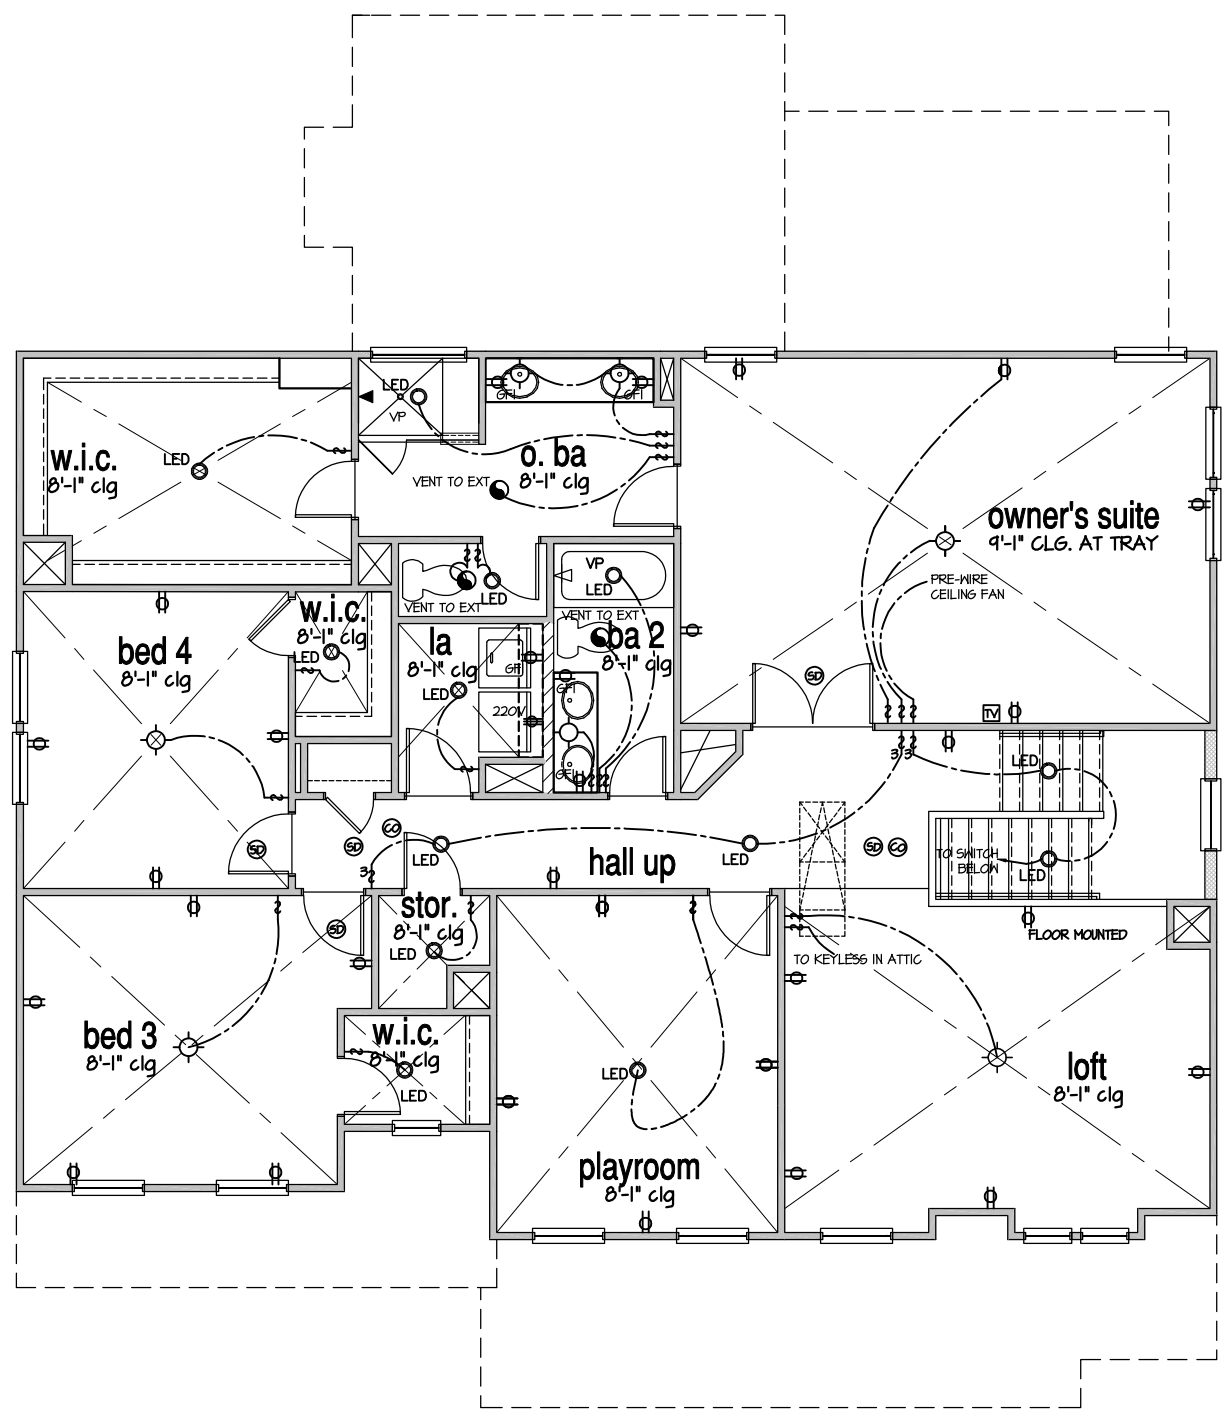 LED
GFI
GFI
VP
LED
w.i.c.
8'-1" clg
o. ba
8'-1" clg
VENT TO EXT
owner's suite
9'-1" CLG. AT TRAY
PRE-WIRE
CEILING FAN
VP
LED
LED
VENT TO EXT
VENT TO EXT
w.i.c.
8'-1" clg
LED
bed 4
8'-1" clg
la
8'-1" clg
LED
GFI
220V
ba 2
8'-1" clg
GFI
GFI
SD
TV
3
3
LED
CO
SD
SD
LED
hall up
LED
SD
CO
TO SWITCH
BELOW
LED
3
stor.
8'-1" clg
LED
SD
FLOOR MOUNTED
TO KEYLESS IN ATTIC
bed 3
8'-1" clg
w.i.c.
8'-1" clg
LED
LED
loft
8'-1" clg
playroom
8'-1" clg